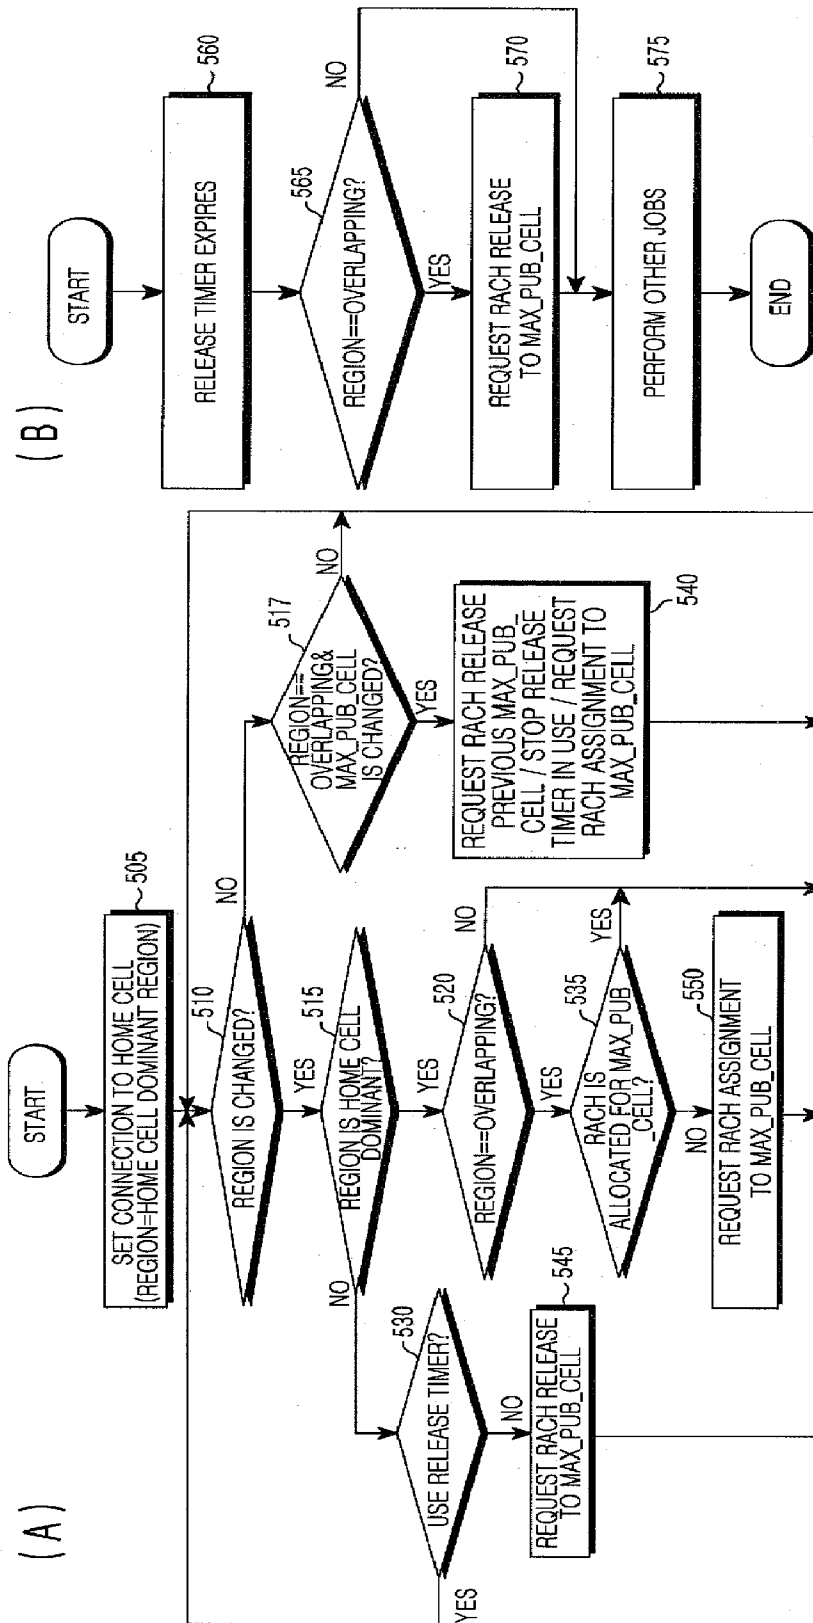 (A)
START
SET CONNECTION TO HOME CELL
(REGION=HOME CELL DOMINANT REGION)
505
REGION IS CHANGED?
510
NO
YES
REGION==
OVERLAPPING&
MAX_PUB_CELL
IS CHANGED?
517
NO
YES
REGION IS HOME CELL
DOMINANT?
515
NO
YES
USE RELEASE TIMER?
530
YES
NO
REGION==OVERLAPPING?
520
NO
YES
REQUEST RACH RELEASE
PREVIOUS MAX_PUB_
CELL / STOP RELEASE
TIMER IN USE / REQUEST
RACH ASSIGNMENT TO
MAX_PUB_CELL
540
REQUEST RACH RELEASE
TO MAX_PUB_CELL
545
RACH IS
ALLOCATED FOR MAX_PUB
_CELL?
535
YES
NO
REQUEST RACH ASSIGNMENT
TO MAX_PUB_CELL
550
(B)
START
RELEASE TIMER EXPIRES
560
REGION==OVERLAPPING?
565
NO
YES
REQUEST RACH RELEASE
TO MAX_PUB_CELL
570
PERFORM OTHER JOBS
575
END